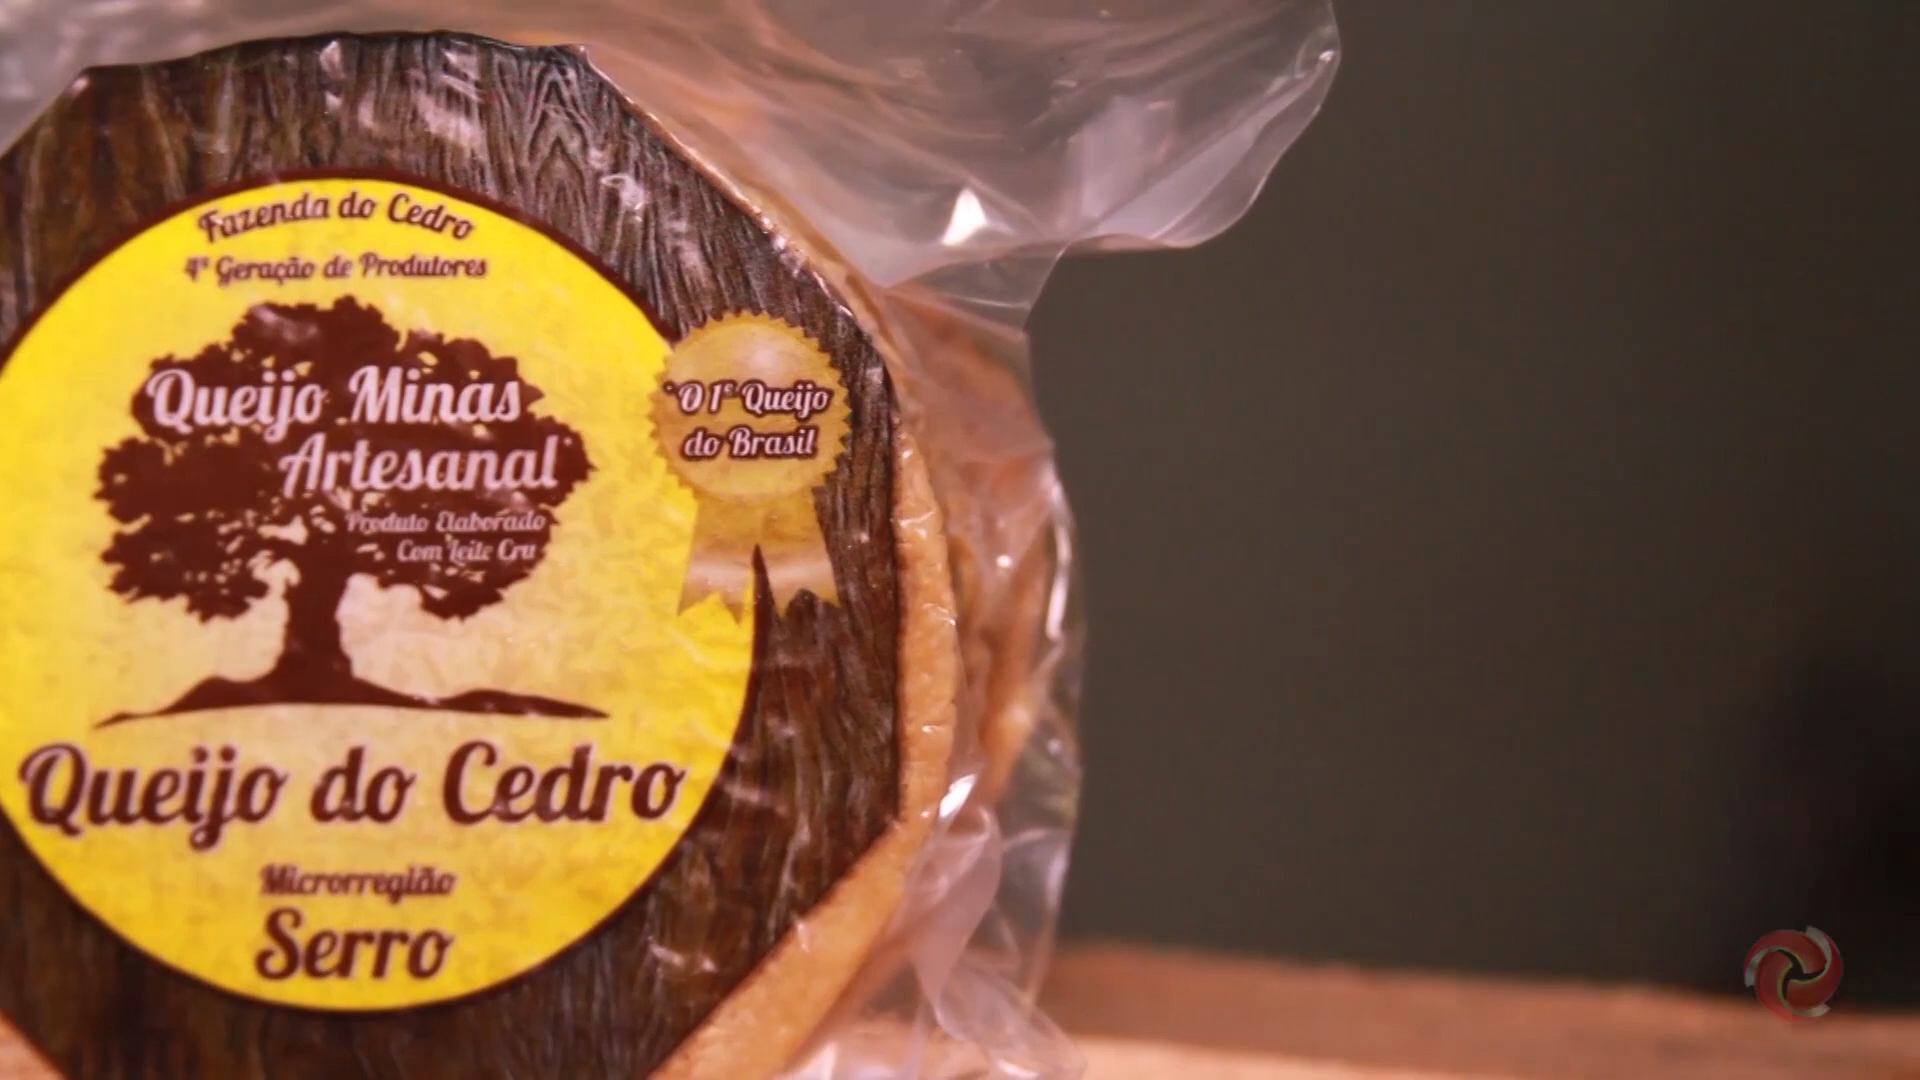 Fazenda do Cedro
4ª Geração de Produtores
Queijo Minas
Artesanal
Produto Elaborado
Com Leite Cru
"O 1º Queijo
do Brasil
Queijo do Cedro
Microrregião
Serro